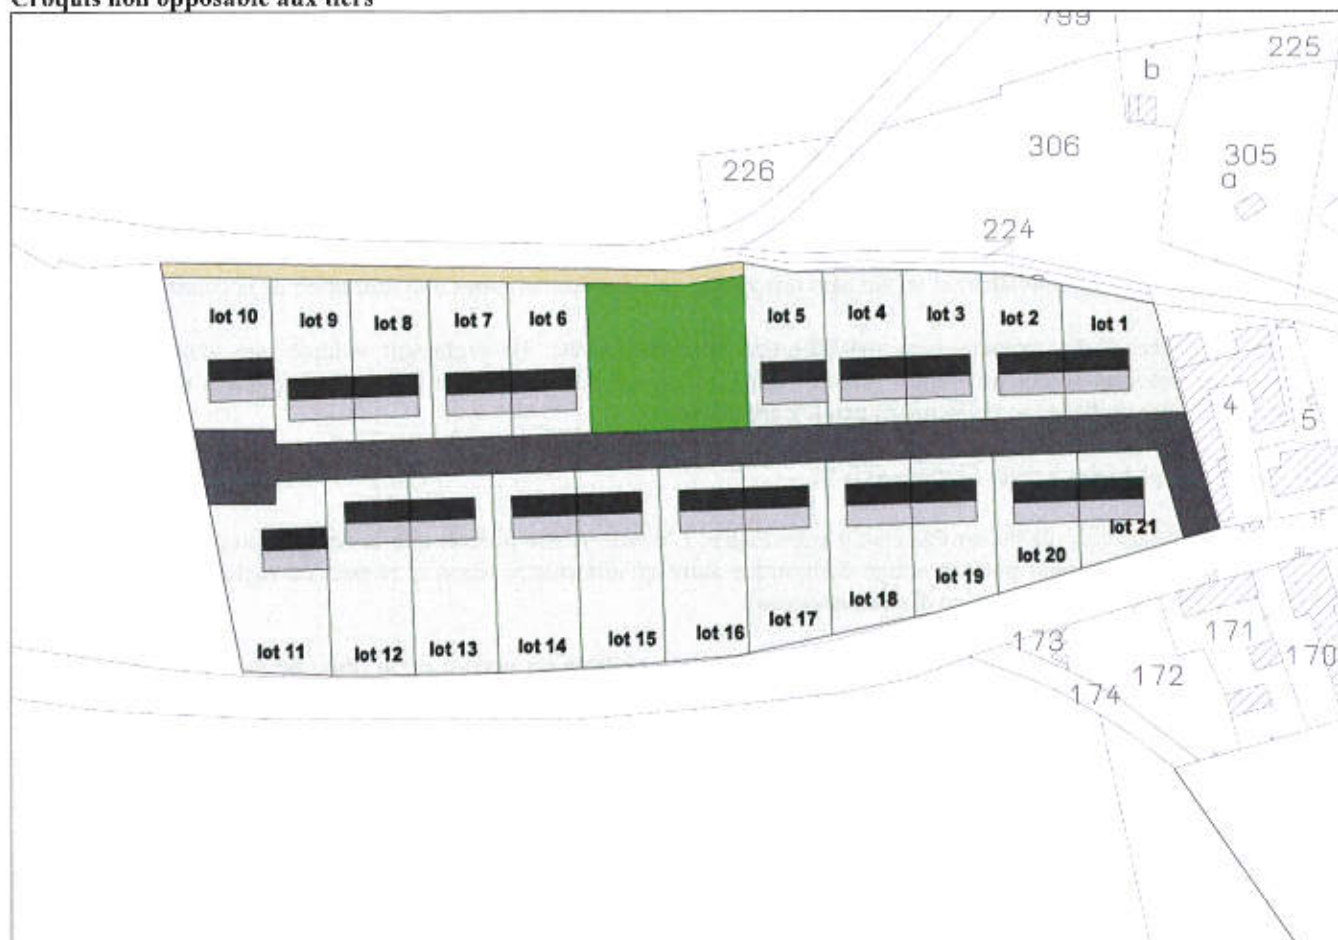 Croquis non opposable aux tiers
799
225
b
306
305
a
226
224
lot 10
lot 9
lot 8
lot 7
lot 6
lot 5
lot 4
lot 3
lot 2
lot 1
4
5
lot 21
lot 20
lot 19
lot 18
lot 17
lot 16
lot 15
lot 14
lot 13
lot 12
lot 11
173
171
170
172
174